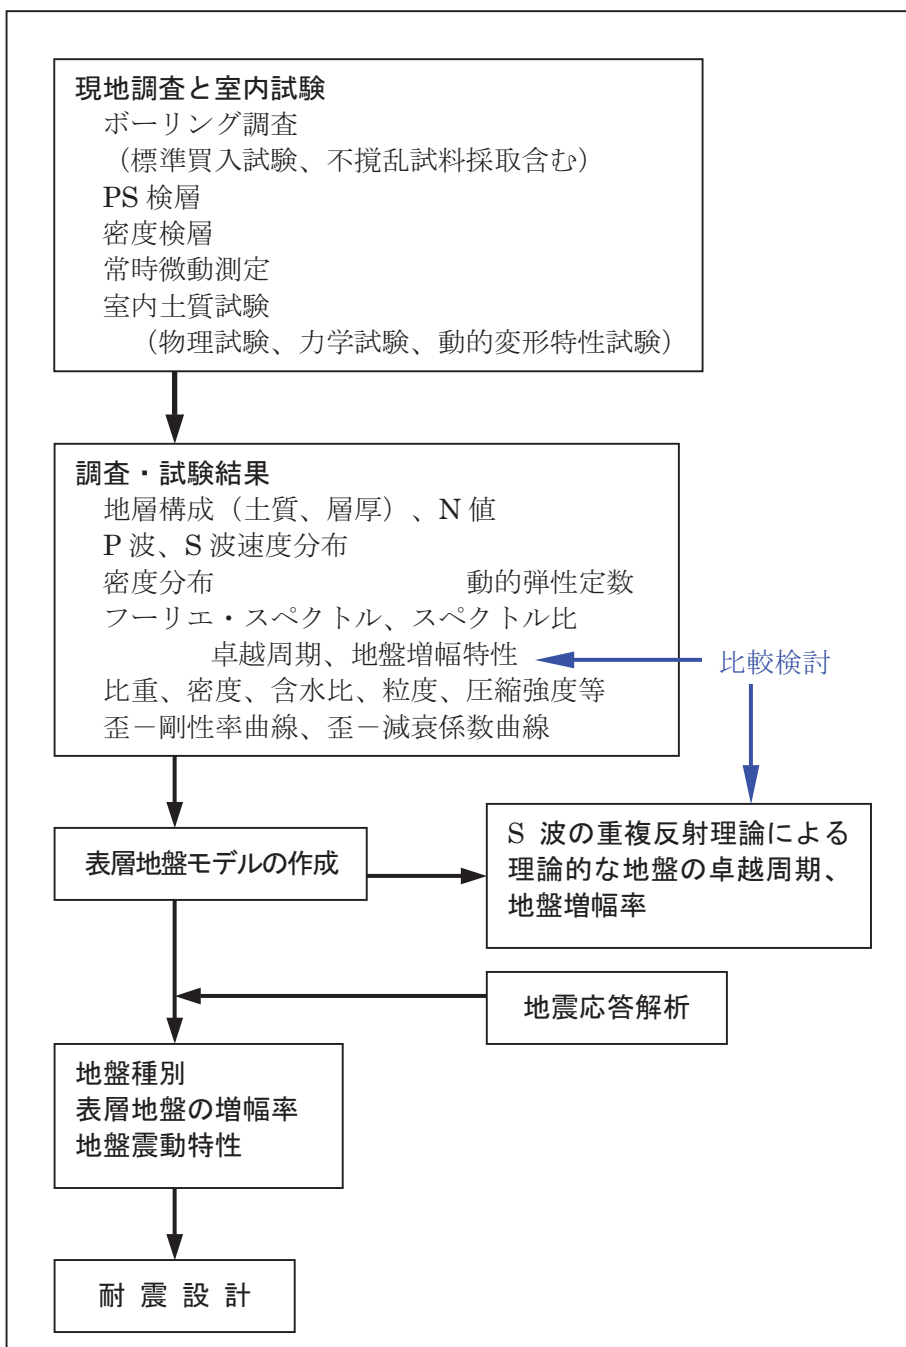 現地調査と室内試験
ボーリング調査
（標準買入試験、不撹乱試料採取含む）
PS 検層
密度検層
常時微動測定
室内土質試験
（物理試験、力学試験、動的変形特性試験）
調査・試験結果
地層構成（土質、層厚）、N 値
P 波、S 波速度分布
密度分布　動的弾性定数
フーリエ・スペクトル、スペクトル比
卓越周期、地盤増幅特性
比較検討
比重、密度、含水比、粒度、圧縮強度等
歪－剛性率曲線、歪－減衰係数曲線
表層地盤モデルの作成
S 波の重複反射理論による
理論的な地盤の卓越周期、
地盤増幅率
地震応答解析
地盤種別
表層地盤の増幅率
地盤震動特性
耐 震 設 計